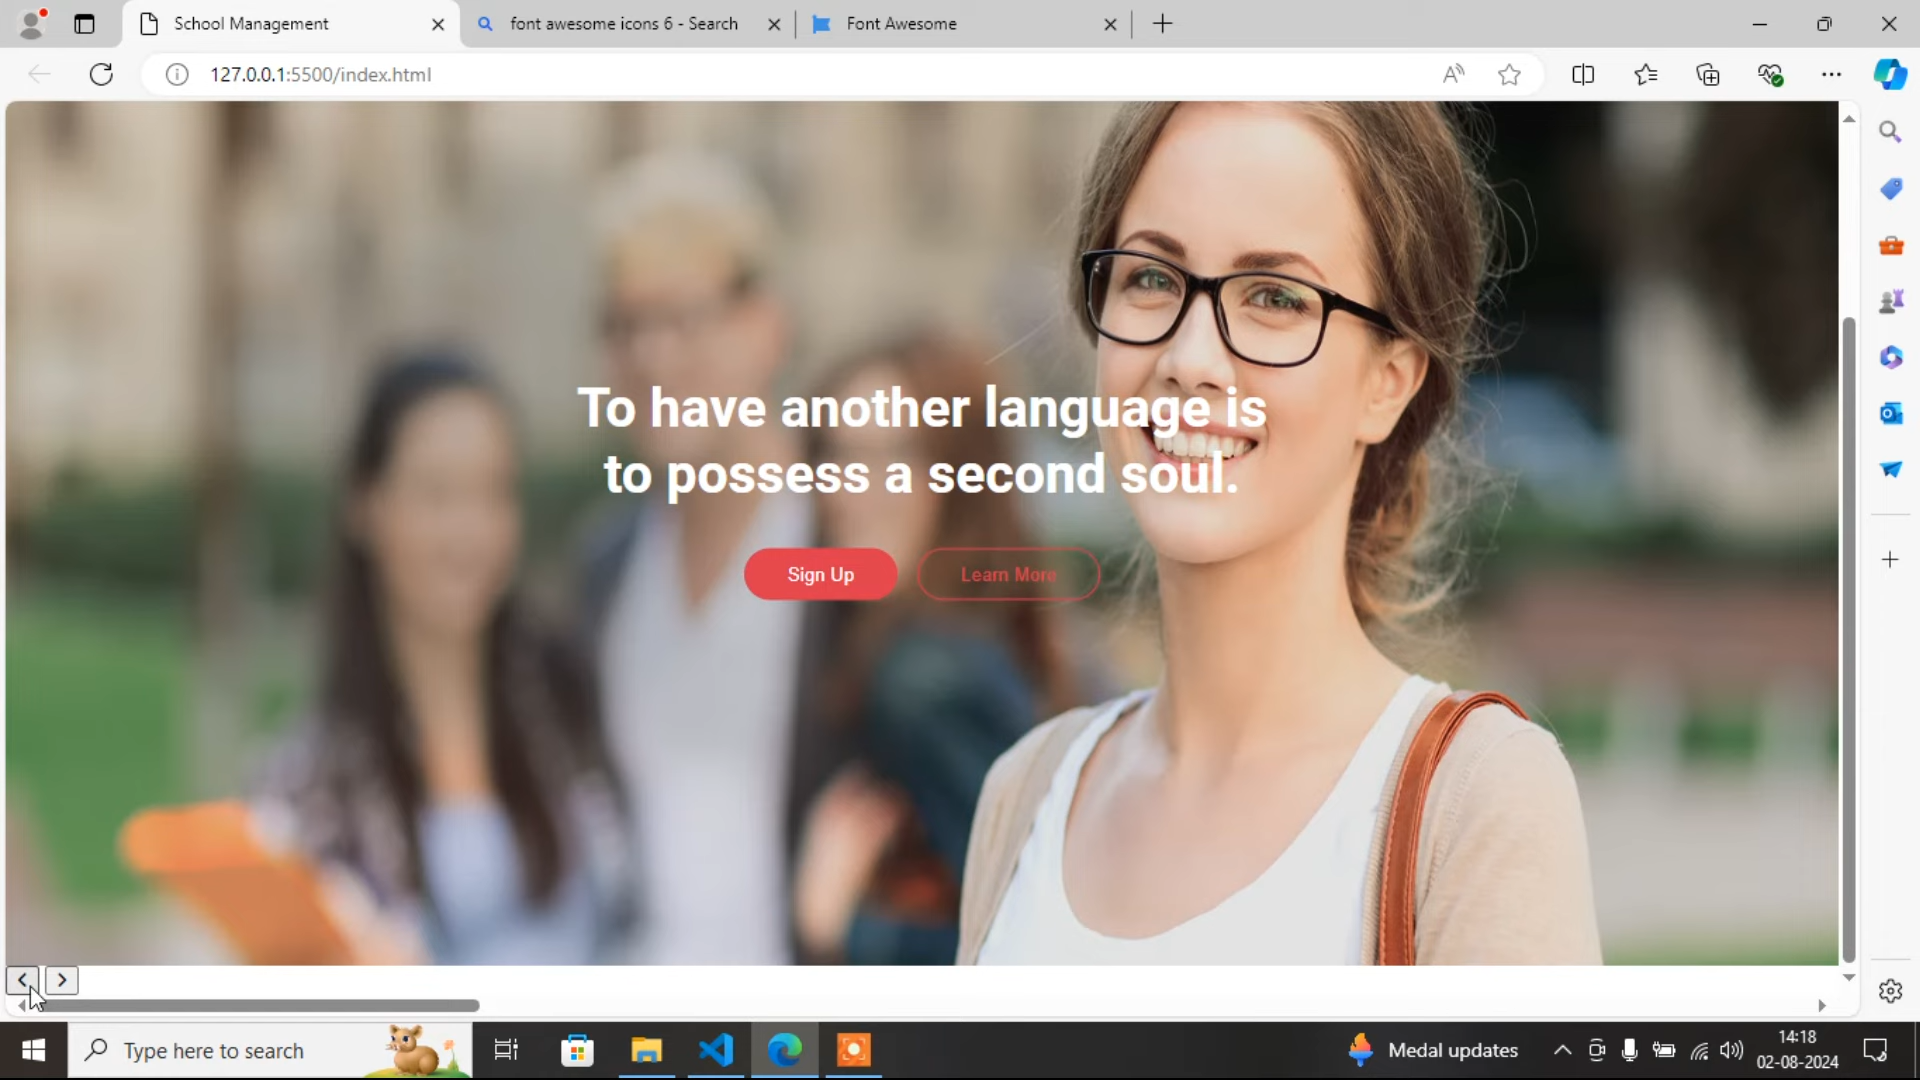 School Management
font awesome icons 6 - Search
Font Awesome
127.0.0.1:5500/index.html
To have another language is
to possess a second soul.
Sign Up
Learn More
Type here to search
Medal updates
14:18
02-08-2024